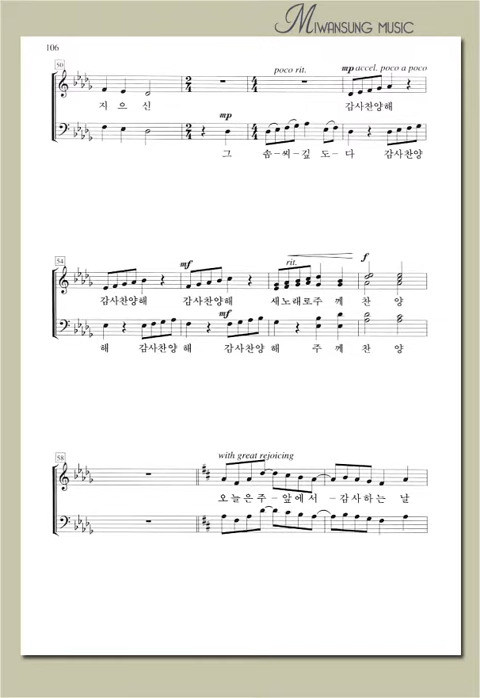 MIWANSUNG MUSIC
106
50
poco rit.
mp accel. poco a poco
지으신 감사찬양해
mp
그 솜-씨-깊 도-다 감사찬양
54
mf
rit.
f
감사찬양해 감사찬양해 새노래로주 께 찬 양
mf
해 감사찬양 해 감사찬양 해 주 께 찬 양
58
with great rejoicing
오늘은주-앞에서 -감사하는 날